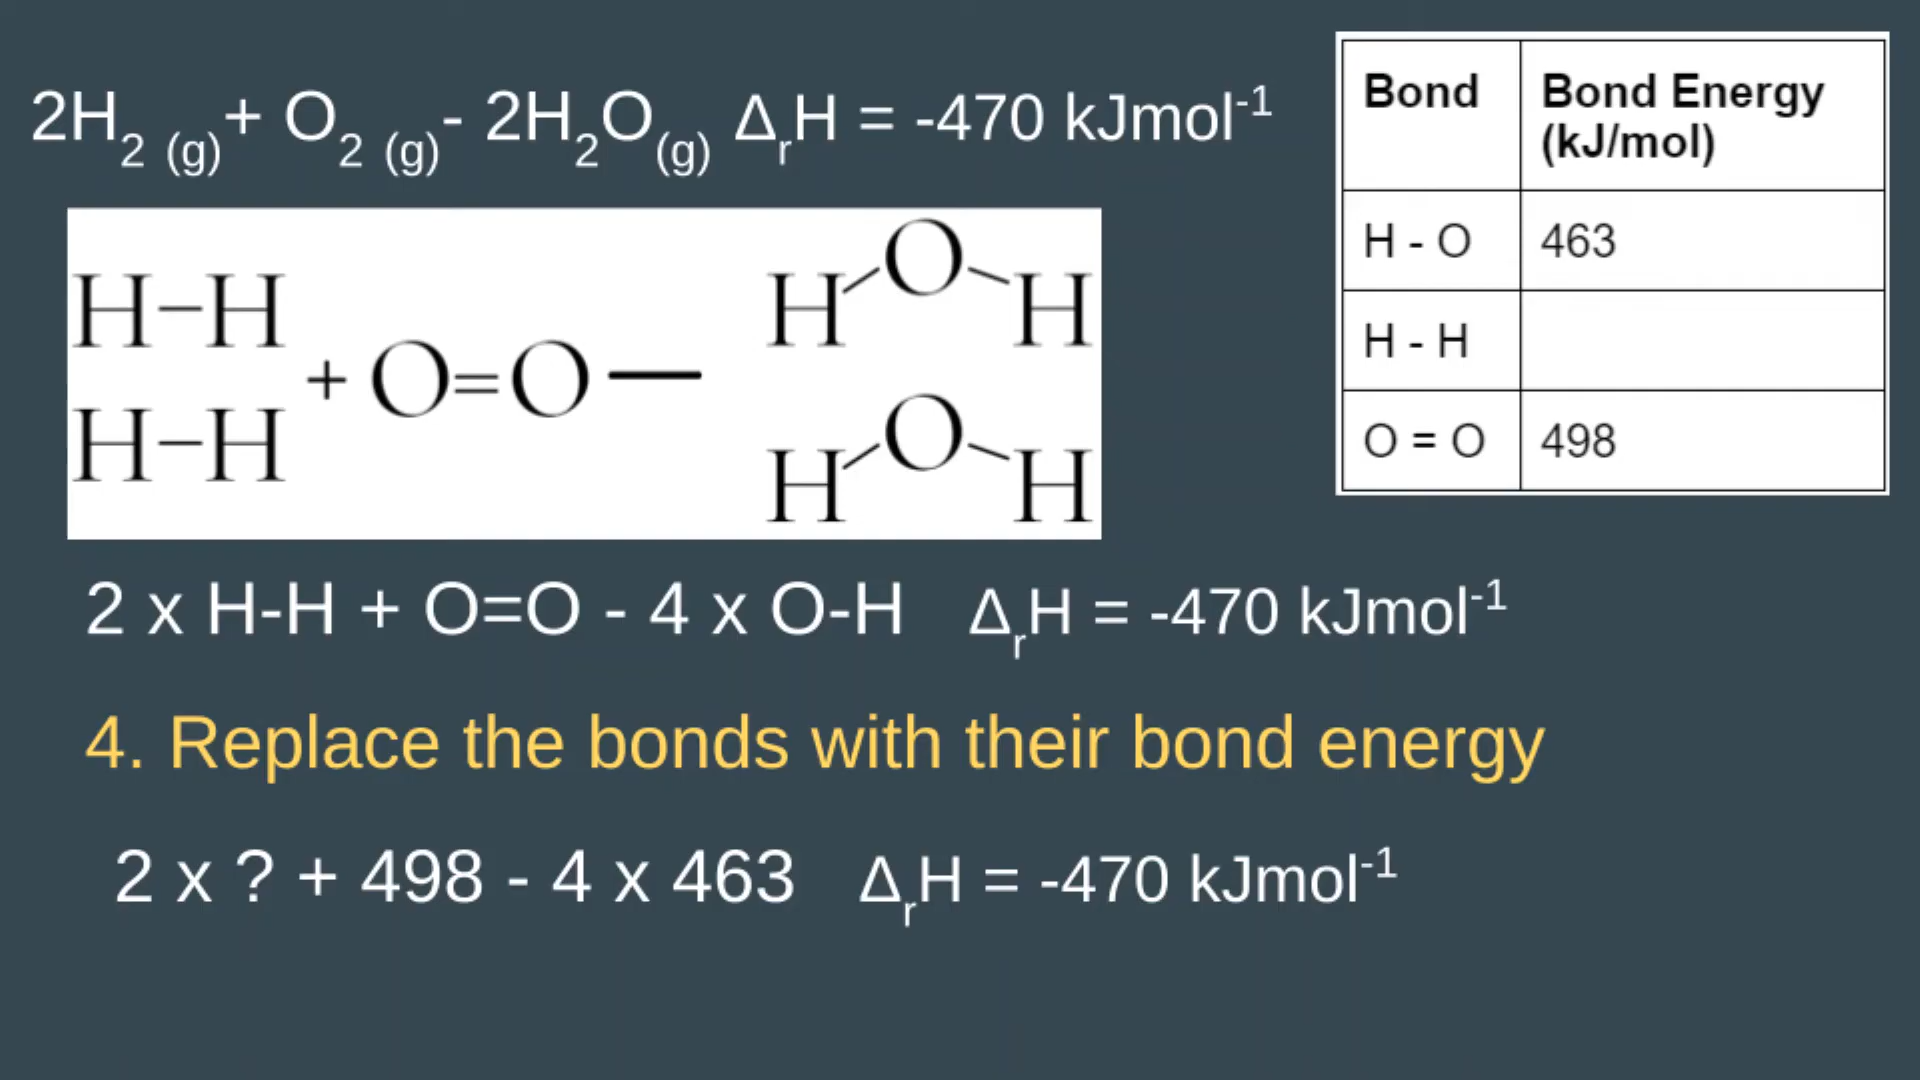 2H2 (g)+ O2 (g)- 2H2O(g) ΔrH = -470 kJmol-1
Bond Bond Energy
(kJ/mol)
H - O 463
H - H
O = O 498
H-H
H-H
+ O=O —
H-O-H
H-O-H
2 x H-H + O=O - 4 x O-H ΔrH = -470 kJmol-1
4. Replace the bonds with their bond energy
2 x ? + 498 - 4 x 463 ΔrH = -470 kJmol-1